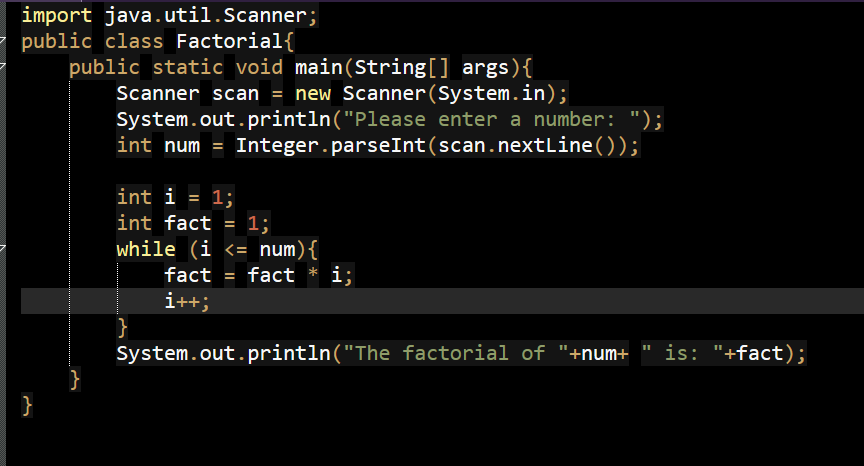 import java.util.Scanner;
public class Factorial{
public static void main(String[] args){
Scanner scan = new Scanner(System.in);
System.out.println("Please enter a number: ");
int num = Integer.parseInt(scan.nextLine());
int i = 1;
int fact = 1;
while (i <= num){
fact = fact * i;
i++;
}
System.out.println("The factorial of "+num+ " is: "+fact);
}
}